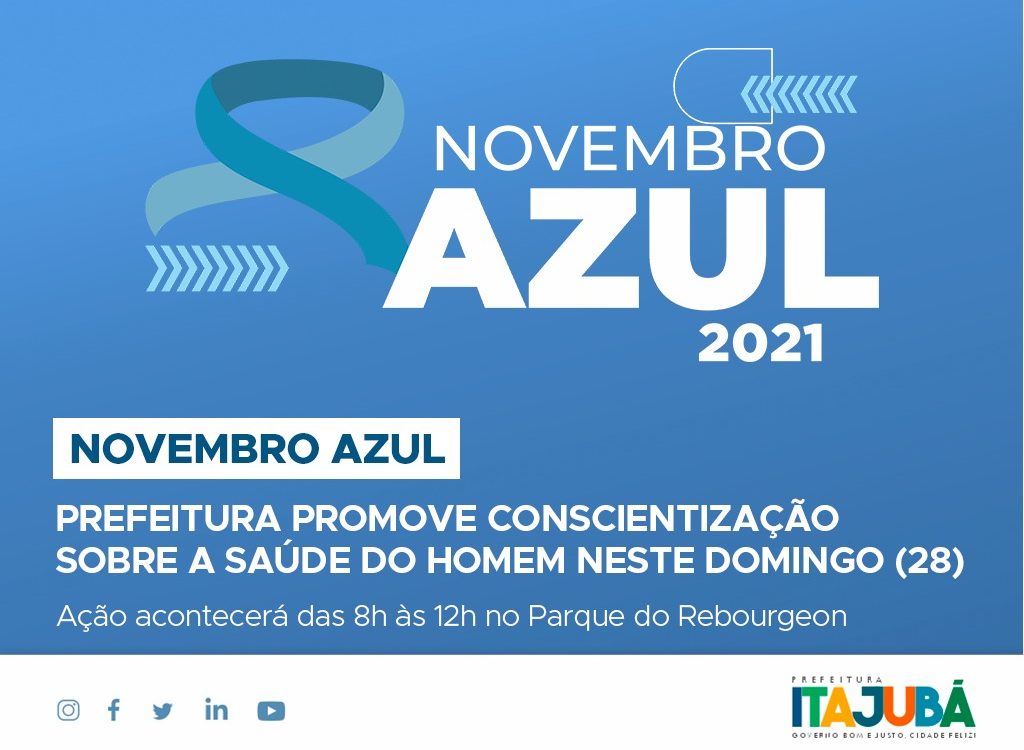 NOVEMBRO
AZUL
2021
NOVEMBRO AZUL
PREFEITURA PROMOVE CONSCIENTIZAÇÃO
SOBRE A SAÚDE DO HOMEM NESTE DOMINGO (28)
Ação acontecerá das 8h às 12h no Parque do Rebourgeon
PREFEITURA
ITAJUBÁ
GOVERNO BOM E JUSTO, CIDADE FELIZ!